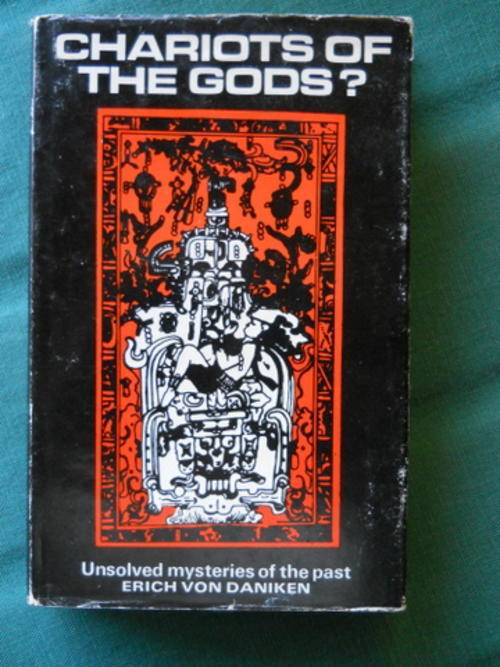 CHARIOTS OF
THE GODS?
Unsolved mysteries of the past
ERICH VON DANIKEN